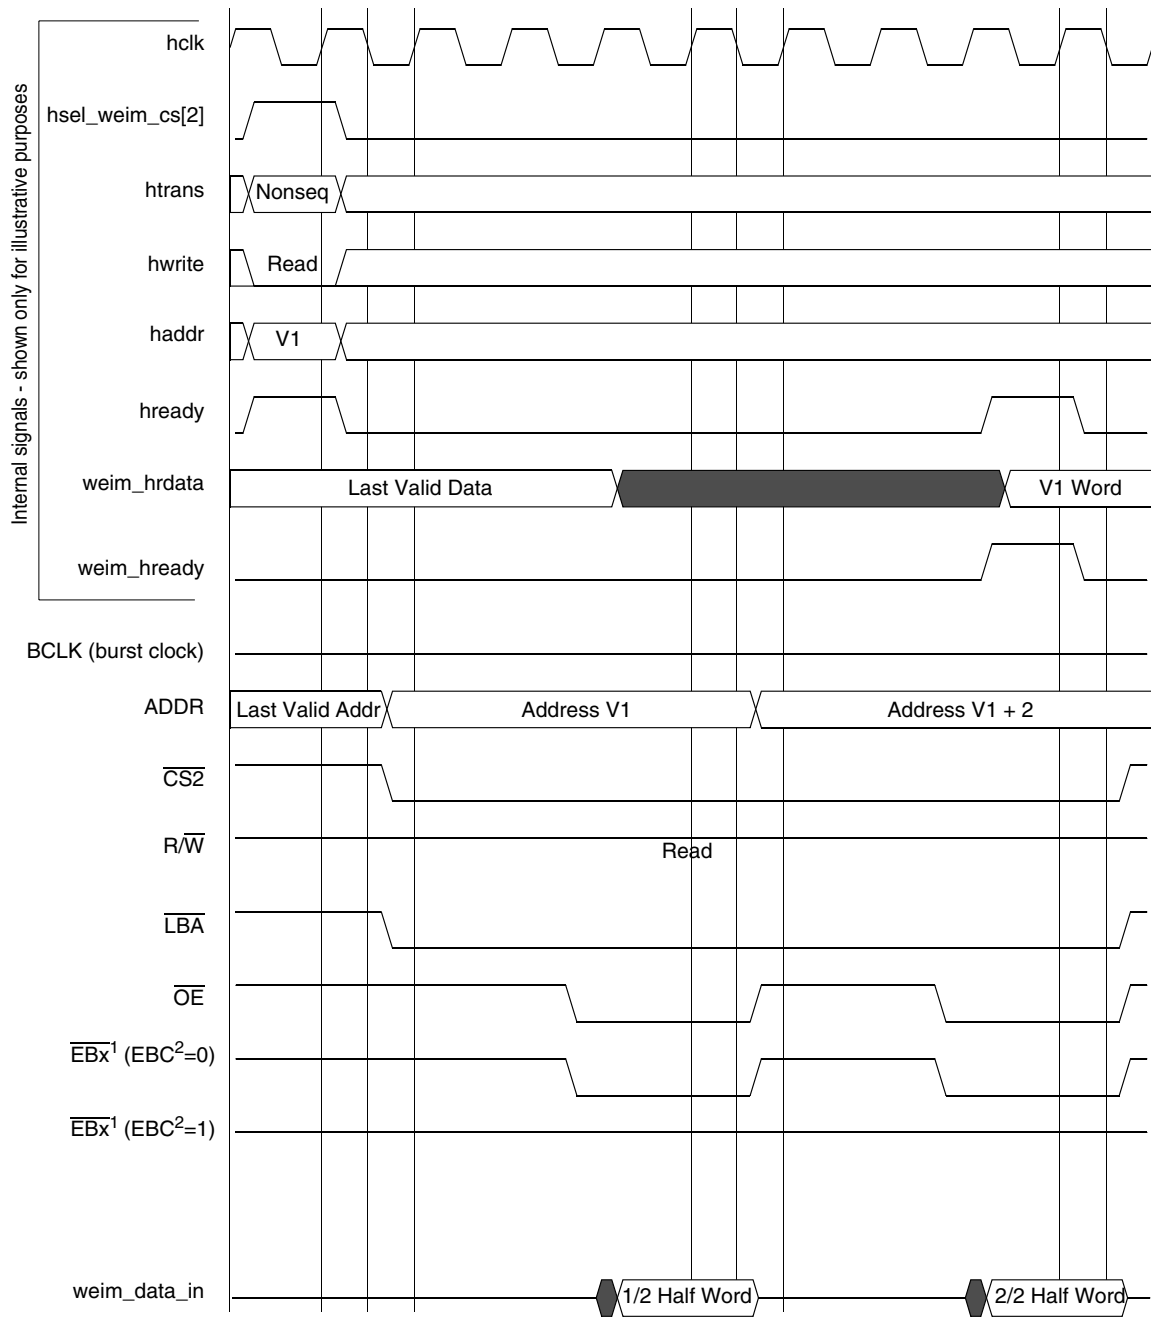 Internal signals - shown only for illustrative purposes
hclk
hsel_weim_cs[2]
htrans Nonseq
hwrite Read
haddr V1
hready
weim_hrdata Last Valid Data V1 Word
weim_hready
BCLK (burst clock)
ADDR Last Valid Addr Address V1 Address V1 + 2
CS2
R/W Read
LBA
OE
EBx1 (EBC2=0)
EBx1 (EBC2=1)
weim_data_in 1/2 Half Word 2/2 Half Word